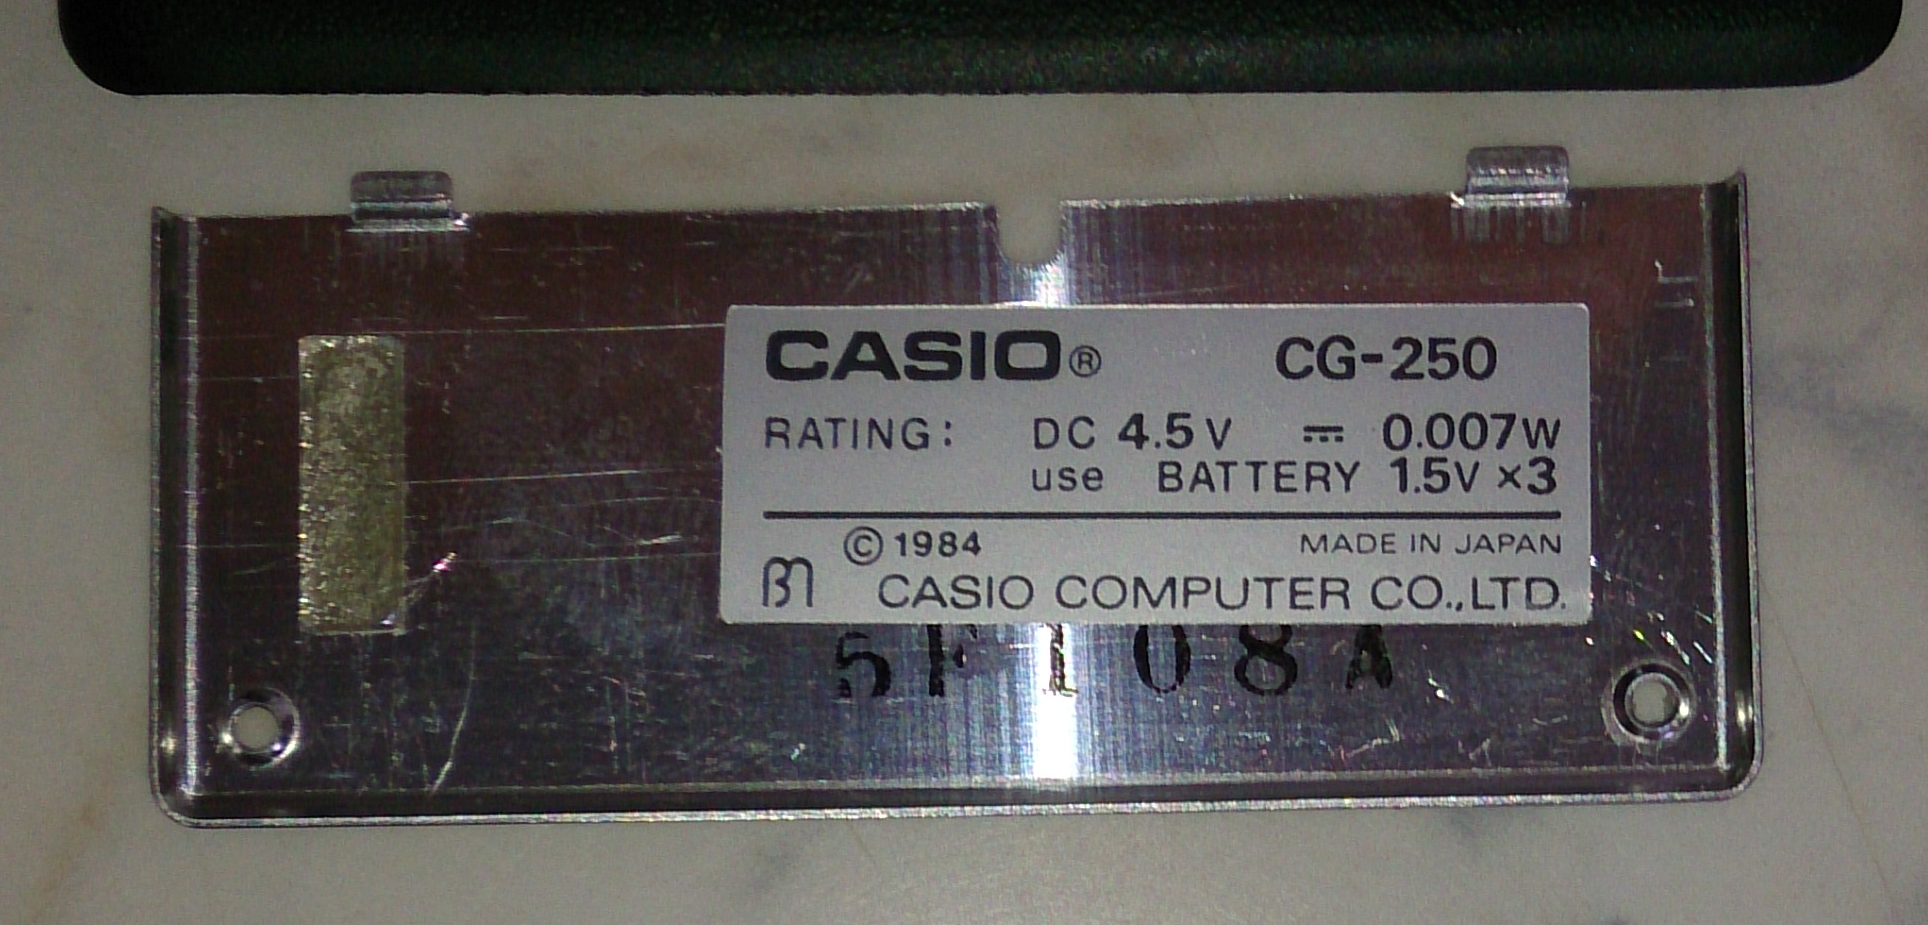 CASIO® CG-250
RATING: DC 4.5V ⎓ 0.007W
use BATTERY 1.5V ×3
©1984 MADE IN JAPAN
CASIO COMPUTER CO.,LTD.
5F108A